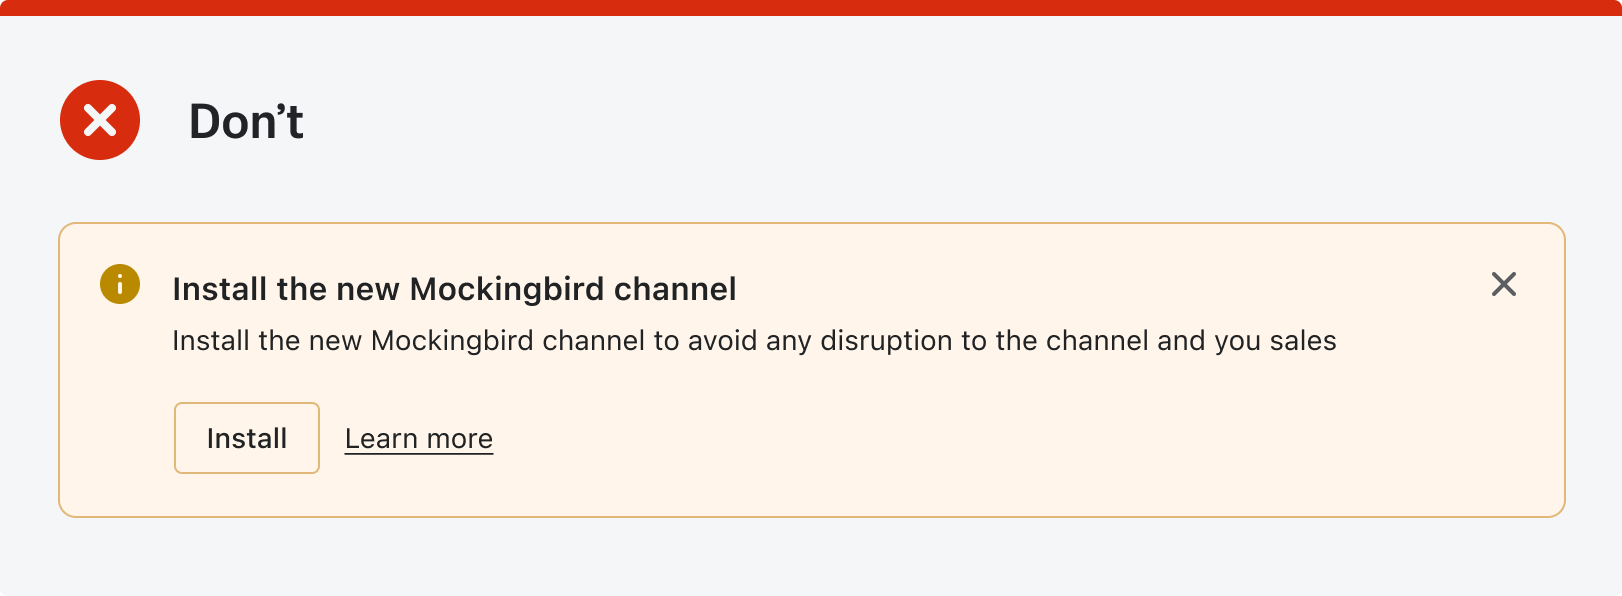 Don’t
Install the new Mockingbird channel
Install the new Mockingbird channel to avoid any disruption to the channel and you sales
Install
Learn more